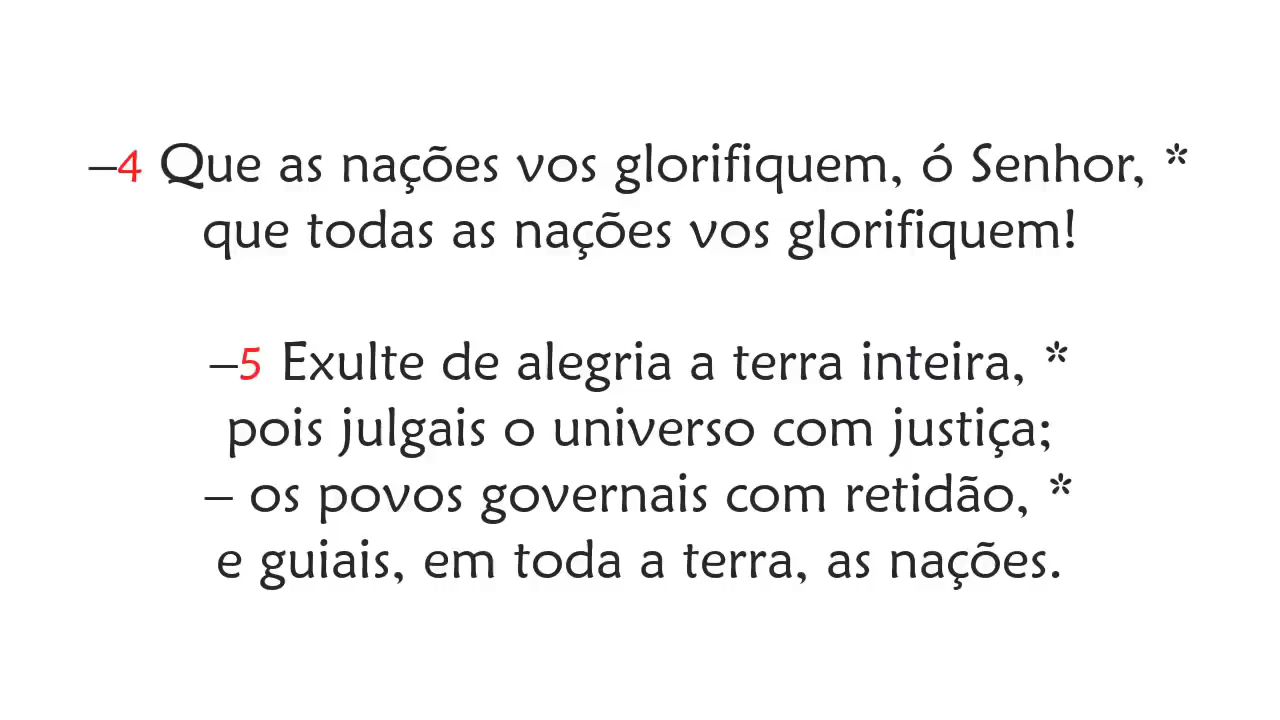 –4 Que as nações vos glorifiquem, ó Senhor, *
que todas as nações vos glorifiquem!
–5 Exulte de alegria a terra inteira, *
pois julgais o universo com justiça;
– os povos governais com retidão, *
e guiais, em toda a terra, as nações.